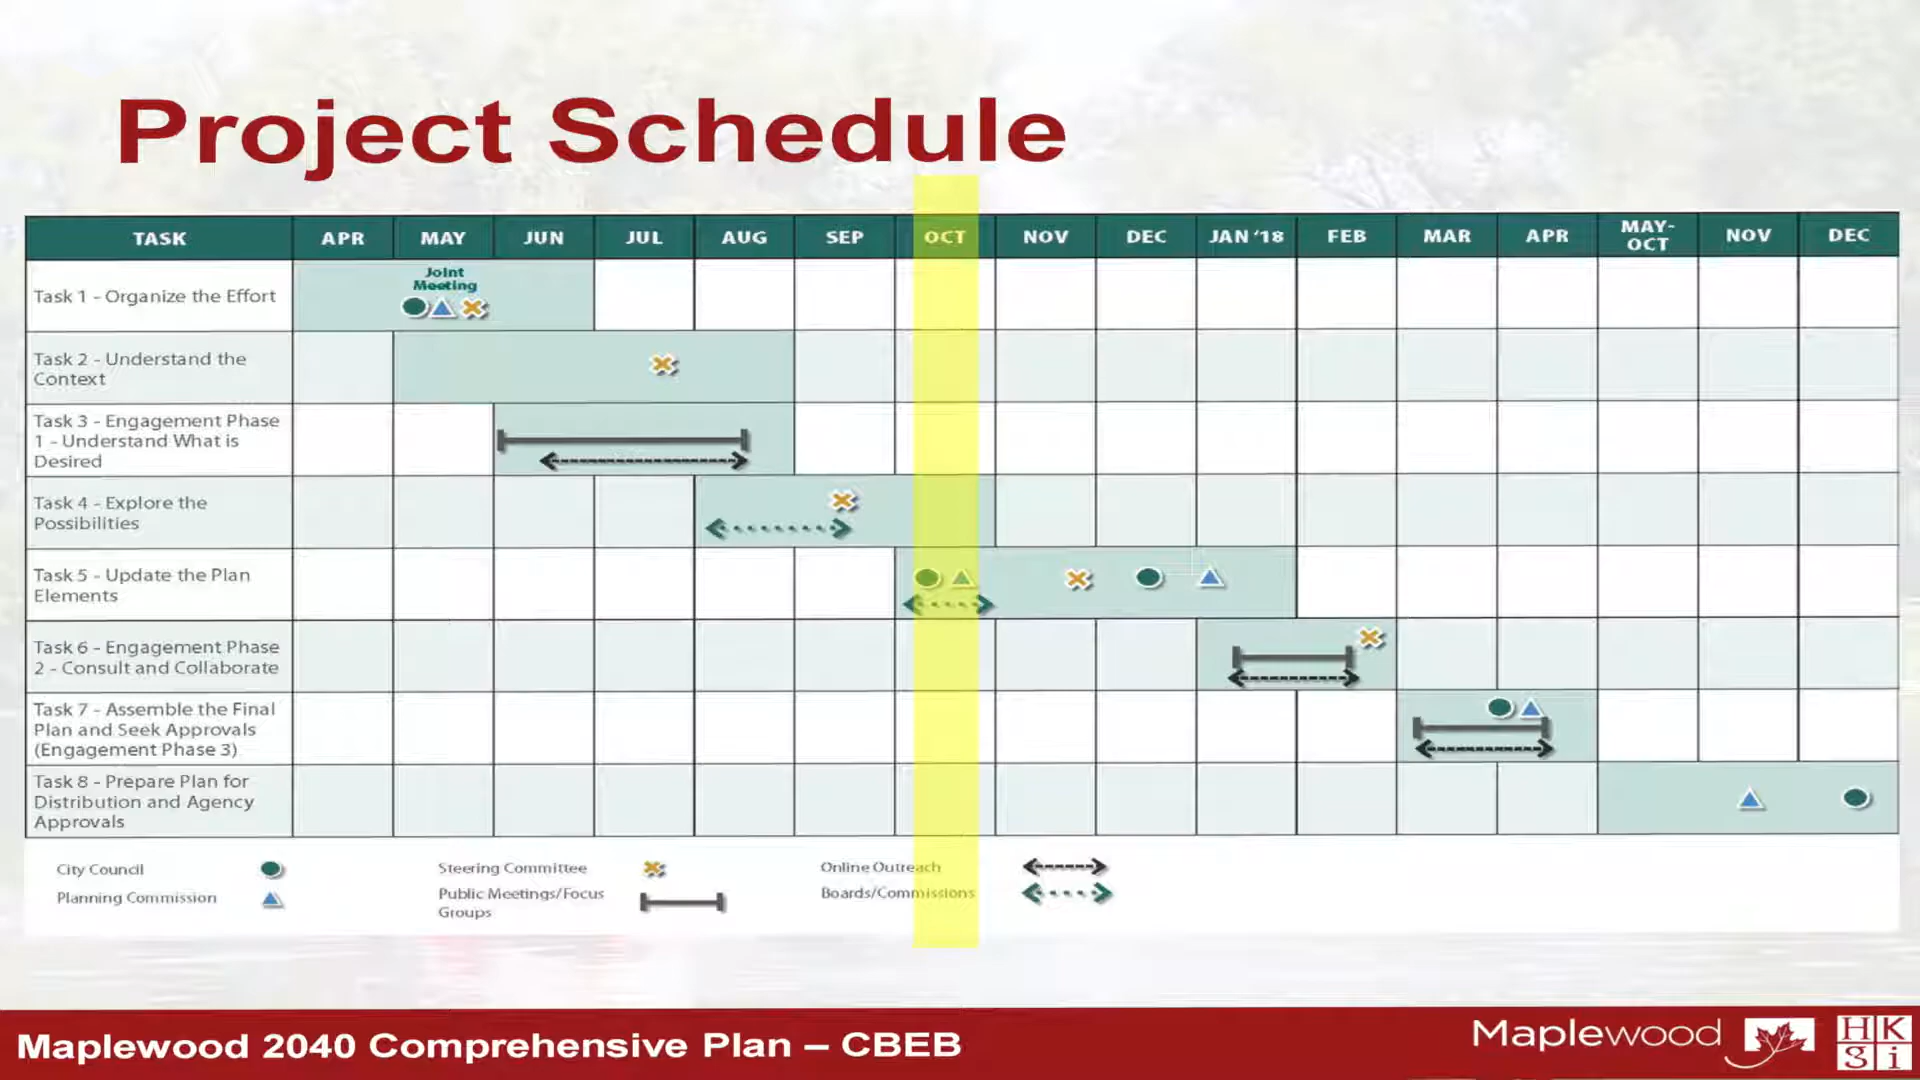 Project Schedule
TASK APR MAY JUN JUL AUG SEP OCT NOV DEC JAN ‘18 FEB MAR APR MAY-OCT NOV DEC
Task 1 - Organize the Effort
Joint
Meeting
Task 2 - Understand the
Context
Task 3 - Engagement Phase
1 - Understand What is
Desired
Task 4 - Explore the
Possibilities
Task 5 - Update the Plan
Elements
Task 6 - Engagement Phase
2 - Consult and Collaborate
Task 7 - Assemble the Final
Plan and Seek Approvals
(Engagement Phase 3)
Task 8 - Prepare Plan for
Distribution and Agency
Approvals
City Council
Planning Commission
Steering Committee
Public Meetings/Focus
Groups
Online Outreach
Boards/Commissions
Maplewood 2040 Comprehensive Plan – CBEB
Maplewood
HK
gi